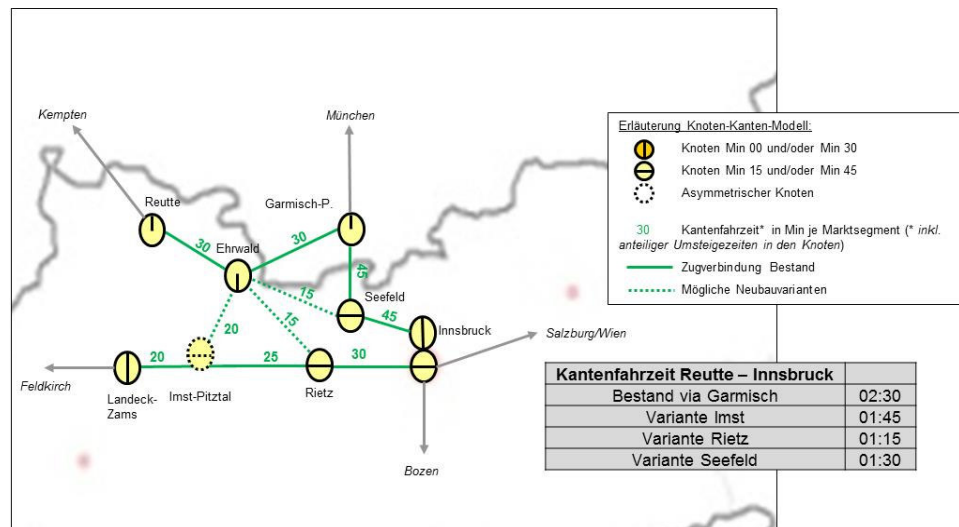 Kempten
München
Reutte
Garmisch-P.
Ehrwald
30
30
45
15
Seefeld
45
Innsbruck
20
15
Salzburg/Wien
20
25
30
Feldkirch
Landeck-
Zams
Imst-Pitztal
Rietz
Bozen
Erläuterung Knoten-Kanten-Modell:
Knoten Min 00 und/oder Min 30
Knoten Min 15 und/oder Min 45
Asymmetrischer Knoten
30 Kantenfahrzeit* in Min je Marktsegment (* inkl.
anteiliger Umsteigezeiten in den Knoten)
Zugverbindung Bestand
Mögliche Neubauvarianten
Kantenfahrzeit Reutte – Innsbruck
Bestand via Garmisch 02:30
Variante Imst 01:45
Variante Rietz 01:15
Variante Seefeld 01:30